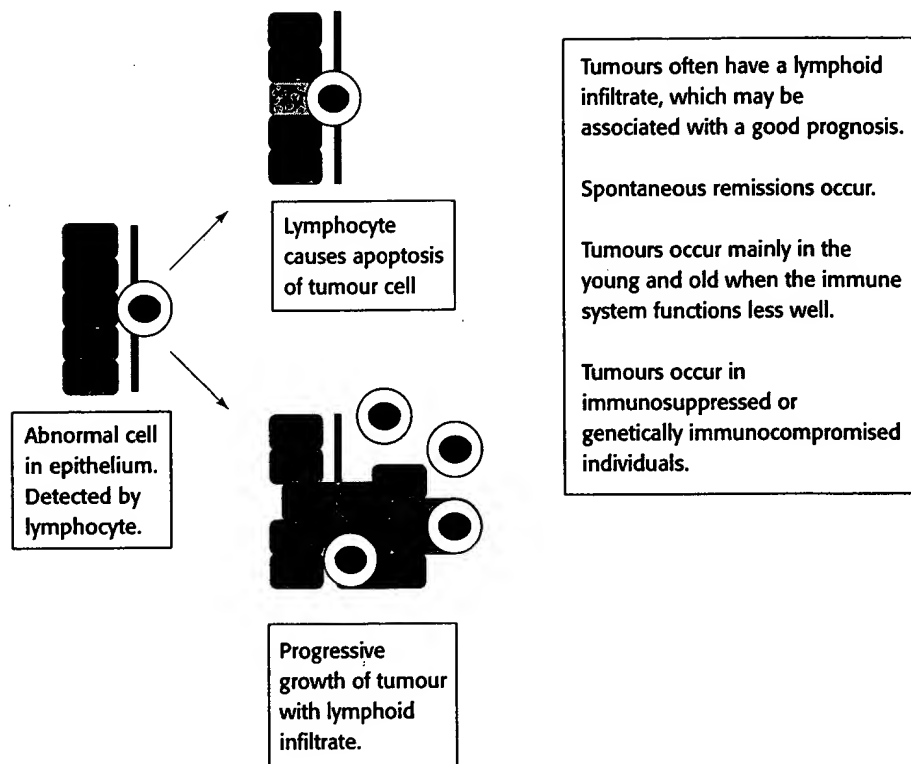 Lymphocyte
causes apoptosis
of tumour cell
Abnormal cell
in epithelium.
Detected by
lymphocyte.
Progressive
growth of tumour
with lymphoid
infiltrate.
Tumours often have a lymphoid
infiltrate, which may be
associated with a good prognosis.
Spontaneous remissions occur.
Tumours occur mainly in the
young and old when the immune
system functions less well.
Tumours occur in
immunosuppressed or
genetically immunocompromised
individuals.